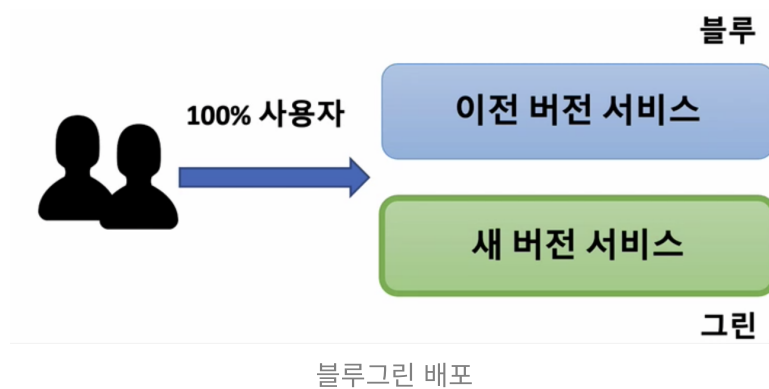 블루
100% 사용자
이전 버전 서비스
새 버전 서비스
그린
블루그린 배포